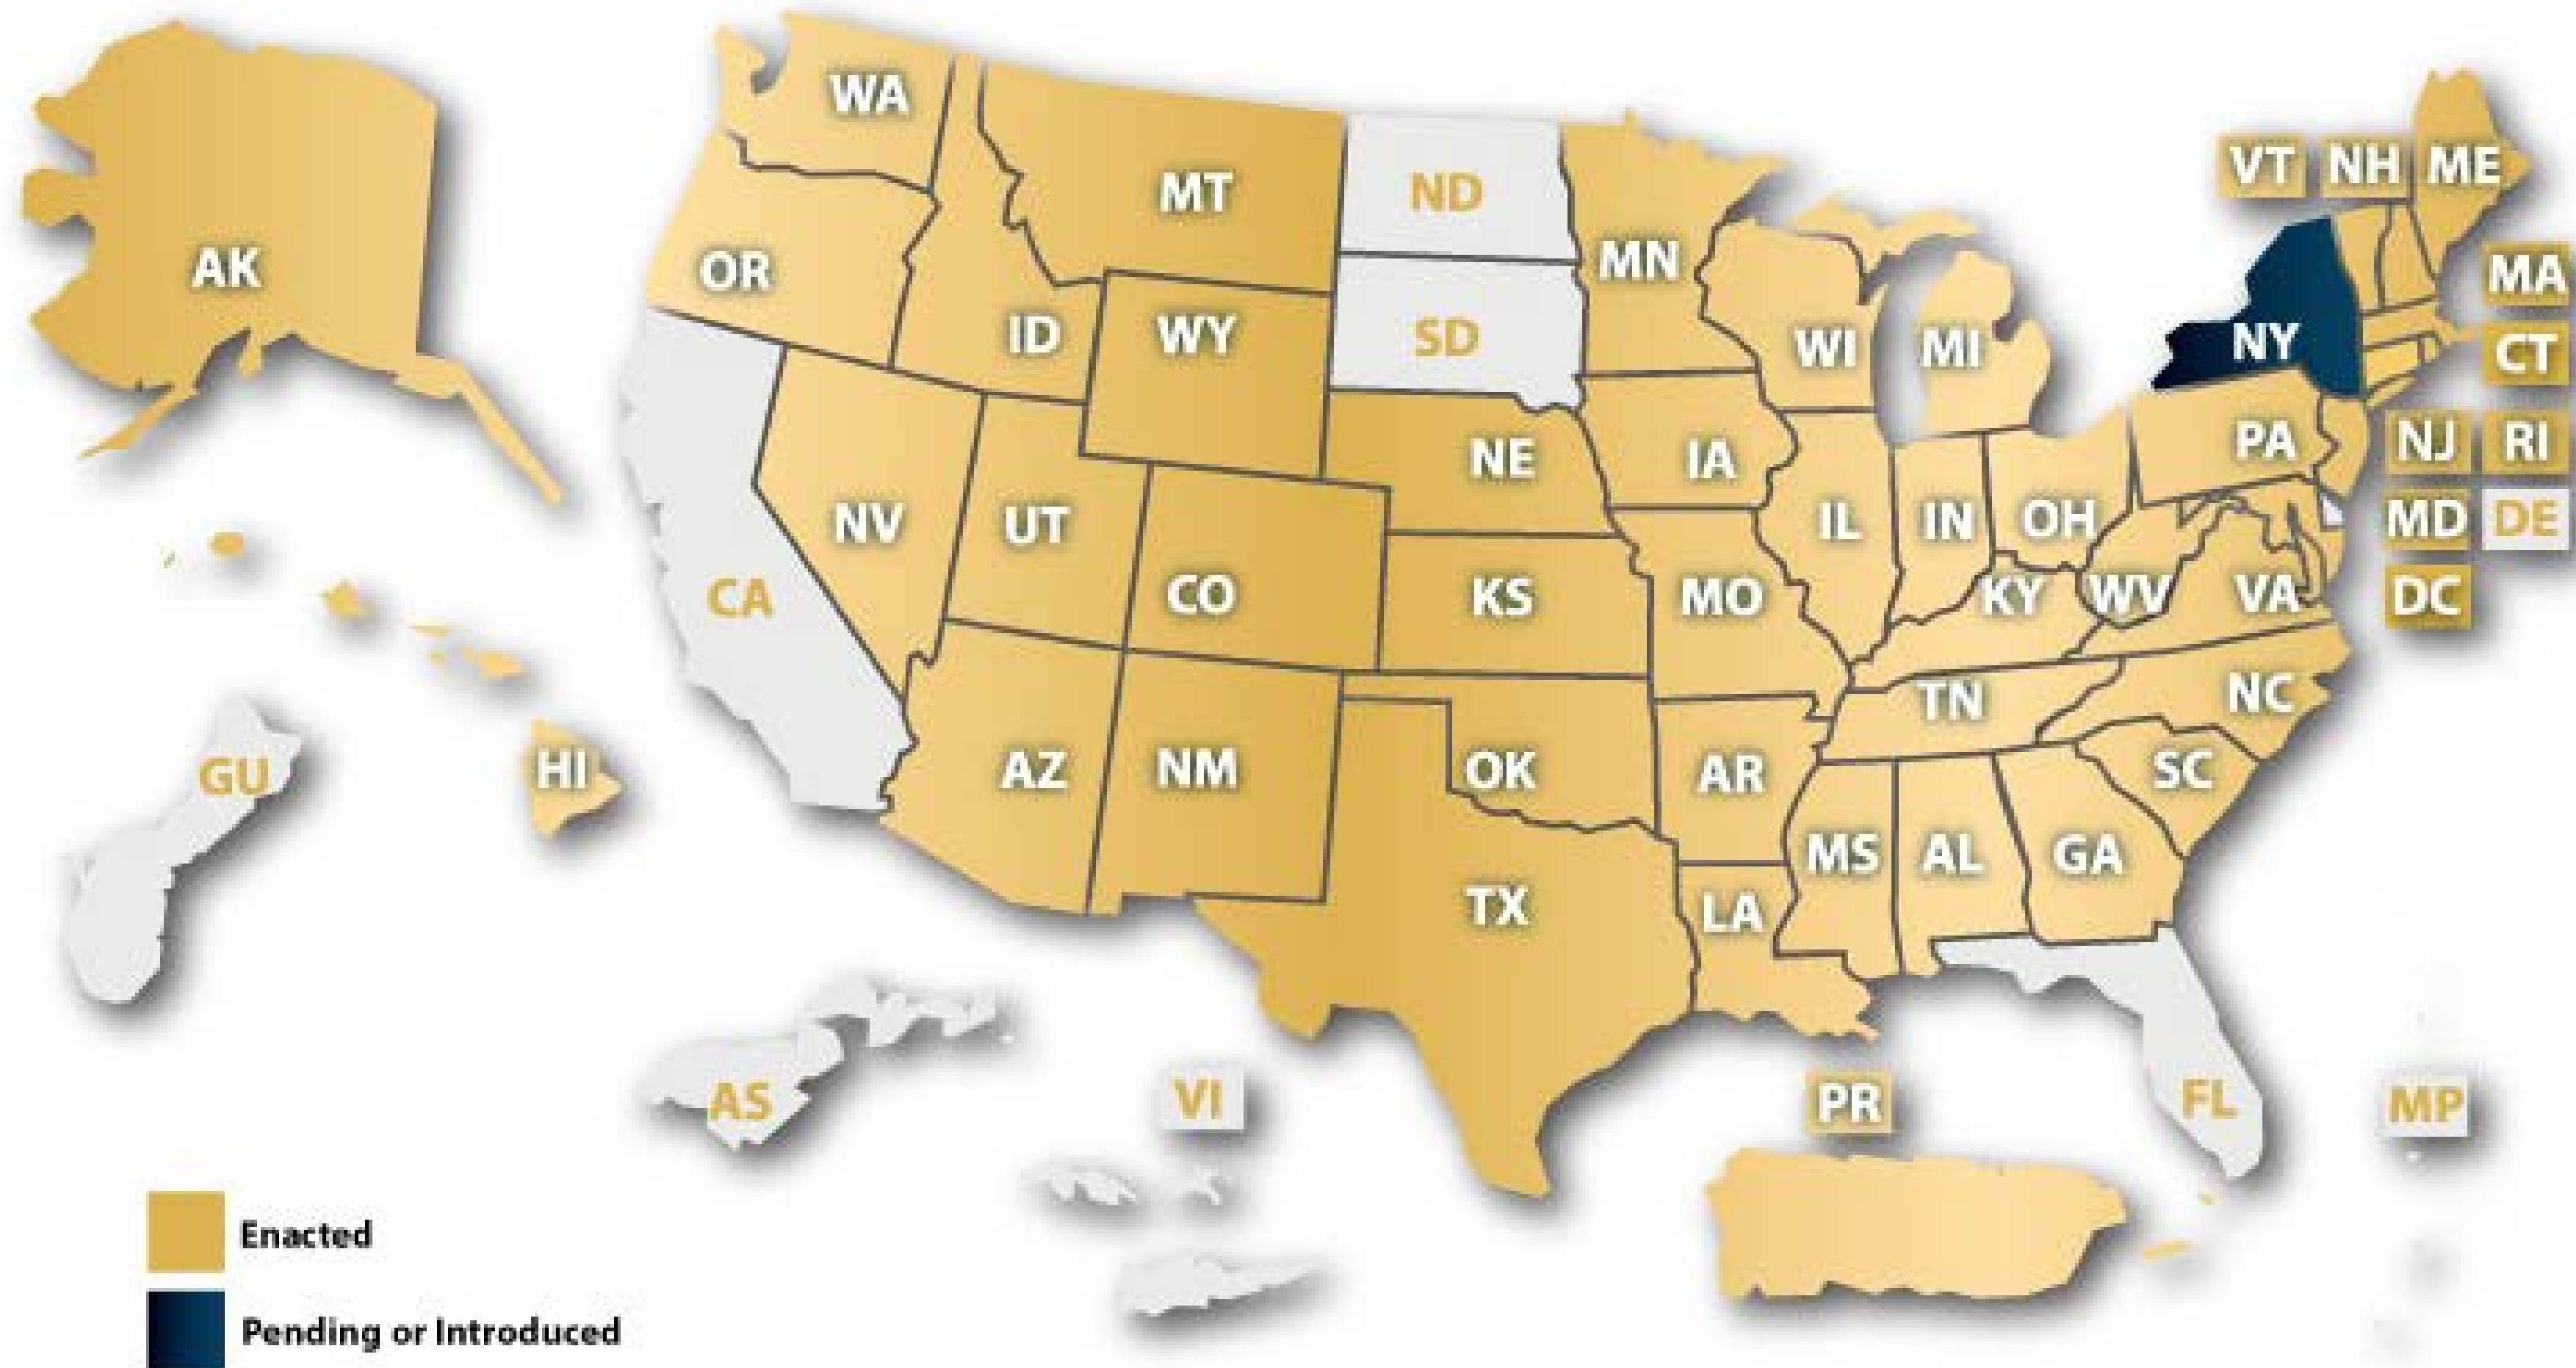 WA
VT NH ME
MT
ND
AK
OR
MN
MA
ID
WY
SD
WI
MI
NY
CT
NE
IA
PA
NJ
RI
NV
UT
IL
IN
OH
MD
DE
CA
CO
KS
MO
KY
WV
VA
DC
TN
NC
GU
HI
AZ
NM
OK
AR
SC
MS
AL
GA
TX
LA
AS
VI
PR
FL
MP
Enacted
Pending or Introduced